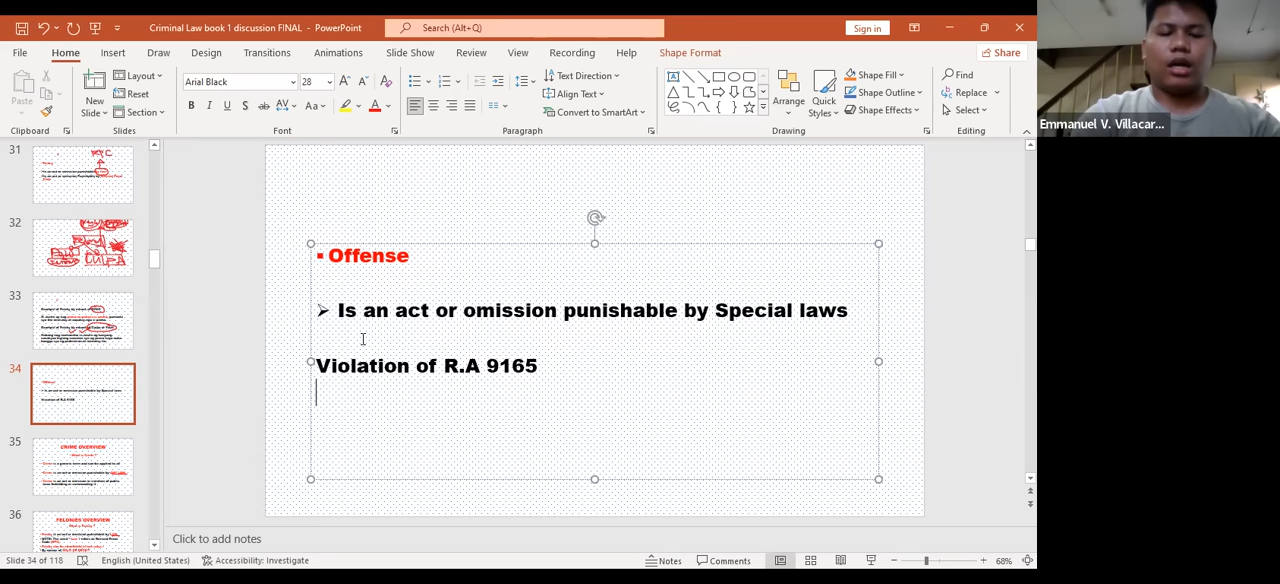 Criminal Law book 1 discussion FINAL - PowerPoint
Search (Alt+Q)
Sign in
File Home Insert Draw Design Transitions Animations Slide Show Review View Recording Help Shape Format
Share
Paste
Clipboard
New Slide
Layout
Reset
Section
Slides
Arial Black 28
Font
Text Direction
Align Text
Convert to SmartArt
Paragraph
Arrange
Quick Styles
Shape Fill
Shape Outline
Shape Effects
Drawing
Find
Replace
Select
Editing
Emmanuel V. Villacar...
31
RPC
32
33
34
35
CRIME OVERVIEW
36
FELONIES OVERVIEW
Offense
Is an act or omission punishable by Special laws
Violation of R.A 9165
Click to add notes
Slide 34 of 118
English (United States)
Accessibility: Investigate
Notes
Comments
68%